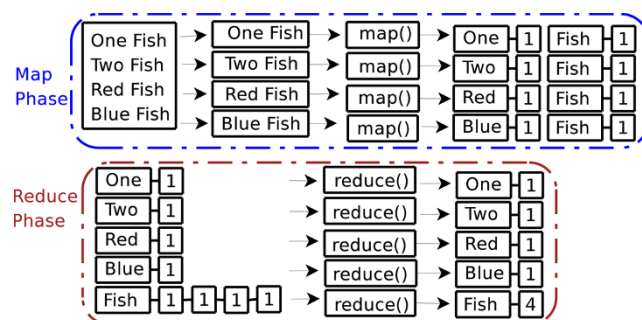 Map
Phase
One Fish
Two Fish
Red Fish
Blue Fish
One Fish map() One 1 Fish 1
Two Fish map() Two 1 Fish 1
Red Fish map() Red 1 Fish 1
Blue Fish map() Blue 1 Fish 1
Reduce
Phase
One 1 reduce() One 1
Two 1 reduce() Two 1
Red 1 reduce() Red 1
Blue 1 reduce() Blue 1
Fish 1 1 1 1 reduce() Fish 4